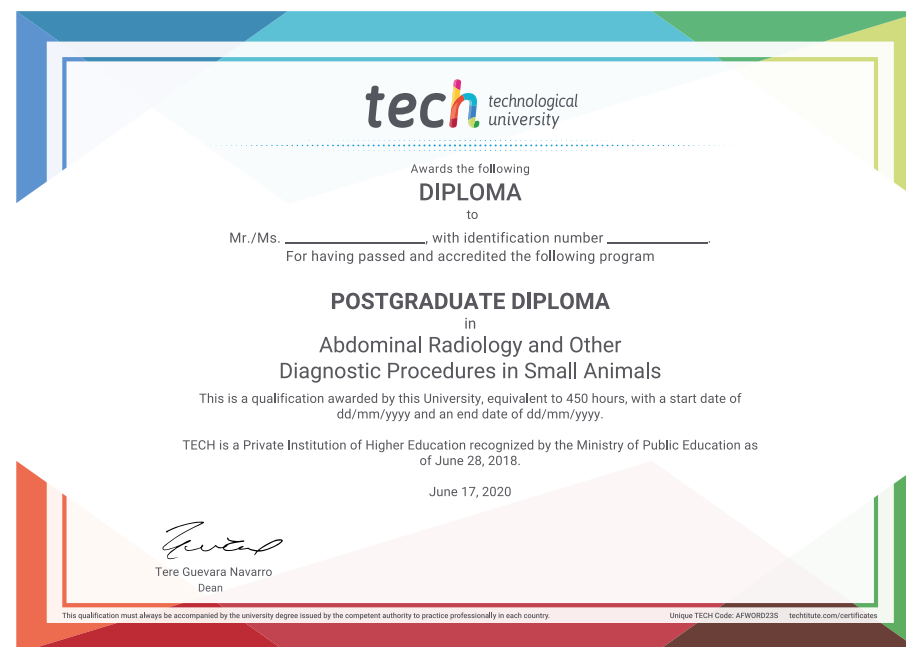 tech technological
university
Awards the following
DIPLOMA
to
Mr./Ms. ____________________, with identification number ______________.
For having passed and accredited the following program
POSTGRADUATE DIPLOMA
in
Abdominal Radiology and Other
Diagnostic Procedures in Small Animals
This is a qualification awarded by this University, equivalent to 450 hours, with a start date of
dd/mm/yyyy and an end date of dd/mm/yyyy.
TECH is a Private Institution of Higher Education recognized by the Ministry of Public Education as
of June 28, 2018.
June 17, 2020
Tere Guevara Navarro
Dean
This qualification must always be accompanied by the university degree issued by the competent authority to practice professionally in each country. Unique TECH Code: AFWORD23S techtitute.com/certificates